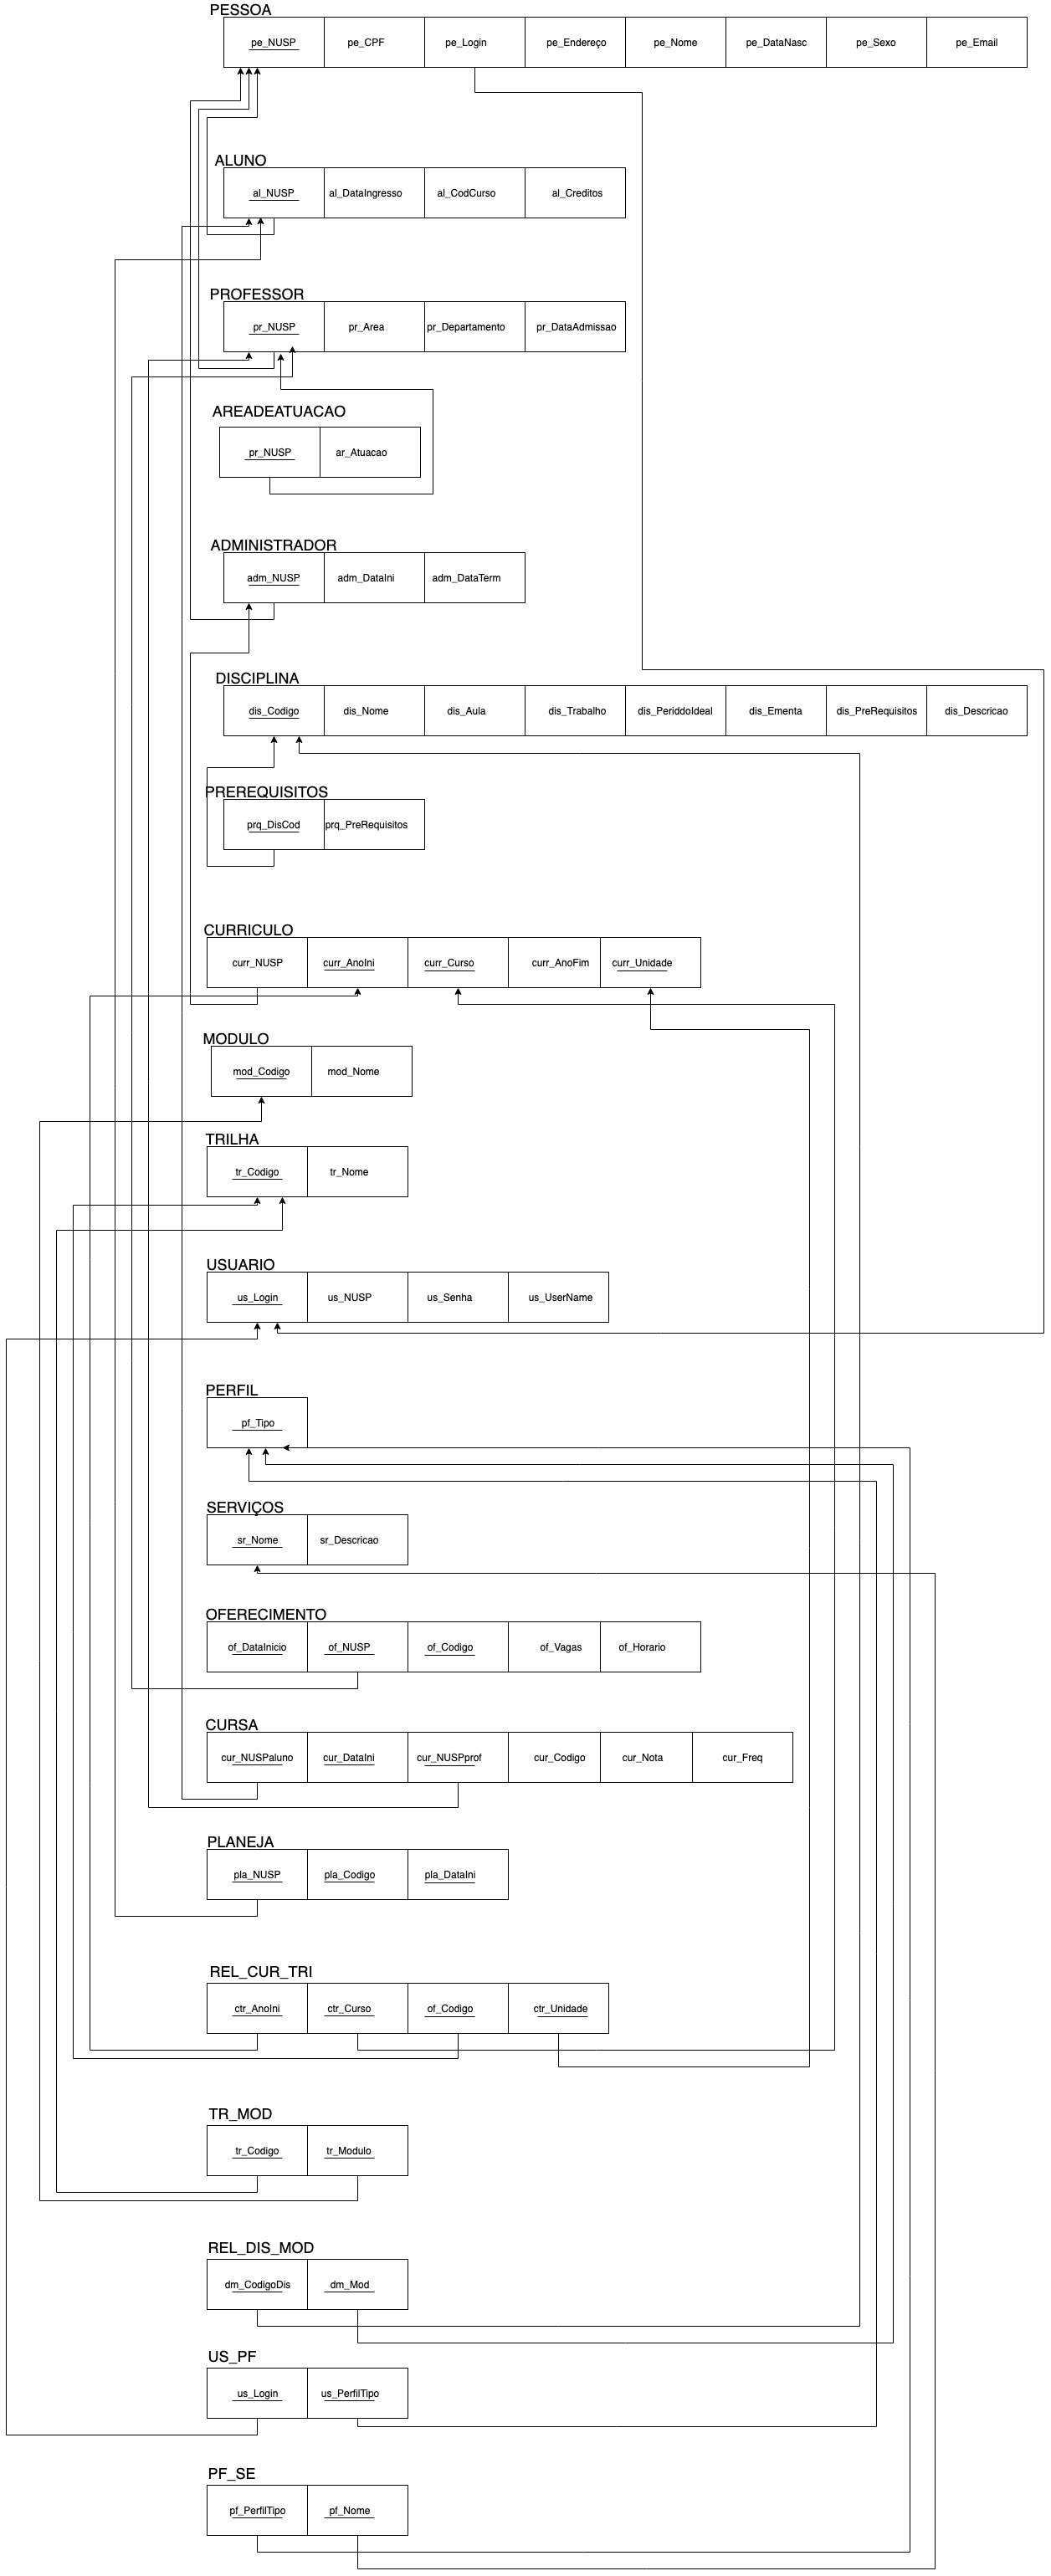 PESSOA
pe_NUSP pe_CPF pe_Login pe_Endereço pe_Nome pe_DataNasc pe_Sexo pe_Email
ALUNO
al_NUSP al_DataIngresso al_CodCurso al_Creditos
PROFESSOR
pr_NUSP pr_Area pr_Departamento pr_DataAdmissao
AREADEATUACAO
pr_NUSP ar_Atuacao
ADMINISTRADOR
adm_NUSP adm_DataIni adm_DataTerm
DISCIPLINA
dis_Codigo dis_Nome dis_Aula dis_Trabalho dis_PeriddoIdeal dis_Ementa dis_PreRequisitos dis_Descricao
PREREQUISITOS
prq_DisCod prq_PreRequisitos
CURRICULO
curr_NUSP curr_AnoIni curr_Curso curr_AnoFim curr_Unidade
MODULO
mod_Codigo mod_Nome
TRILHA
tr_Codigo tr_Nome
USUARIO
us_Login us_NUSP us_Senha us_UserName
PERFIL
pf_Tipo
SERVIÇOS
sr_Nome sr_Descricao
OFERECIMENTO
of_DataInicio of_NUSP of_Codigo of_Vagas of_Horario
CURSA
cur_NUSPaluno cur_DataIni cur_NUSPprof cur_Codigo cur_Nota cur_Freq
PLANEJA
pla_NUSP pla_Codigo pla_DataIni
REL_CUR_TRI
ctr_AnoIni ctr_Curso of_Codigo ctr_Unidade
TR_MOD
tr_Codigo tr_Modulo
REL_DIS_MOD
dm_CodigoDis dm_Mod
US_PF
us_Login us_PerfilTipo
PF_SE
pf_PerfilTipo pf_Nome